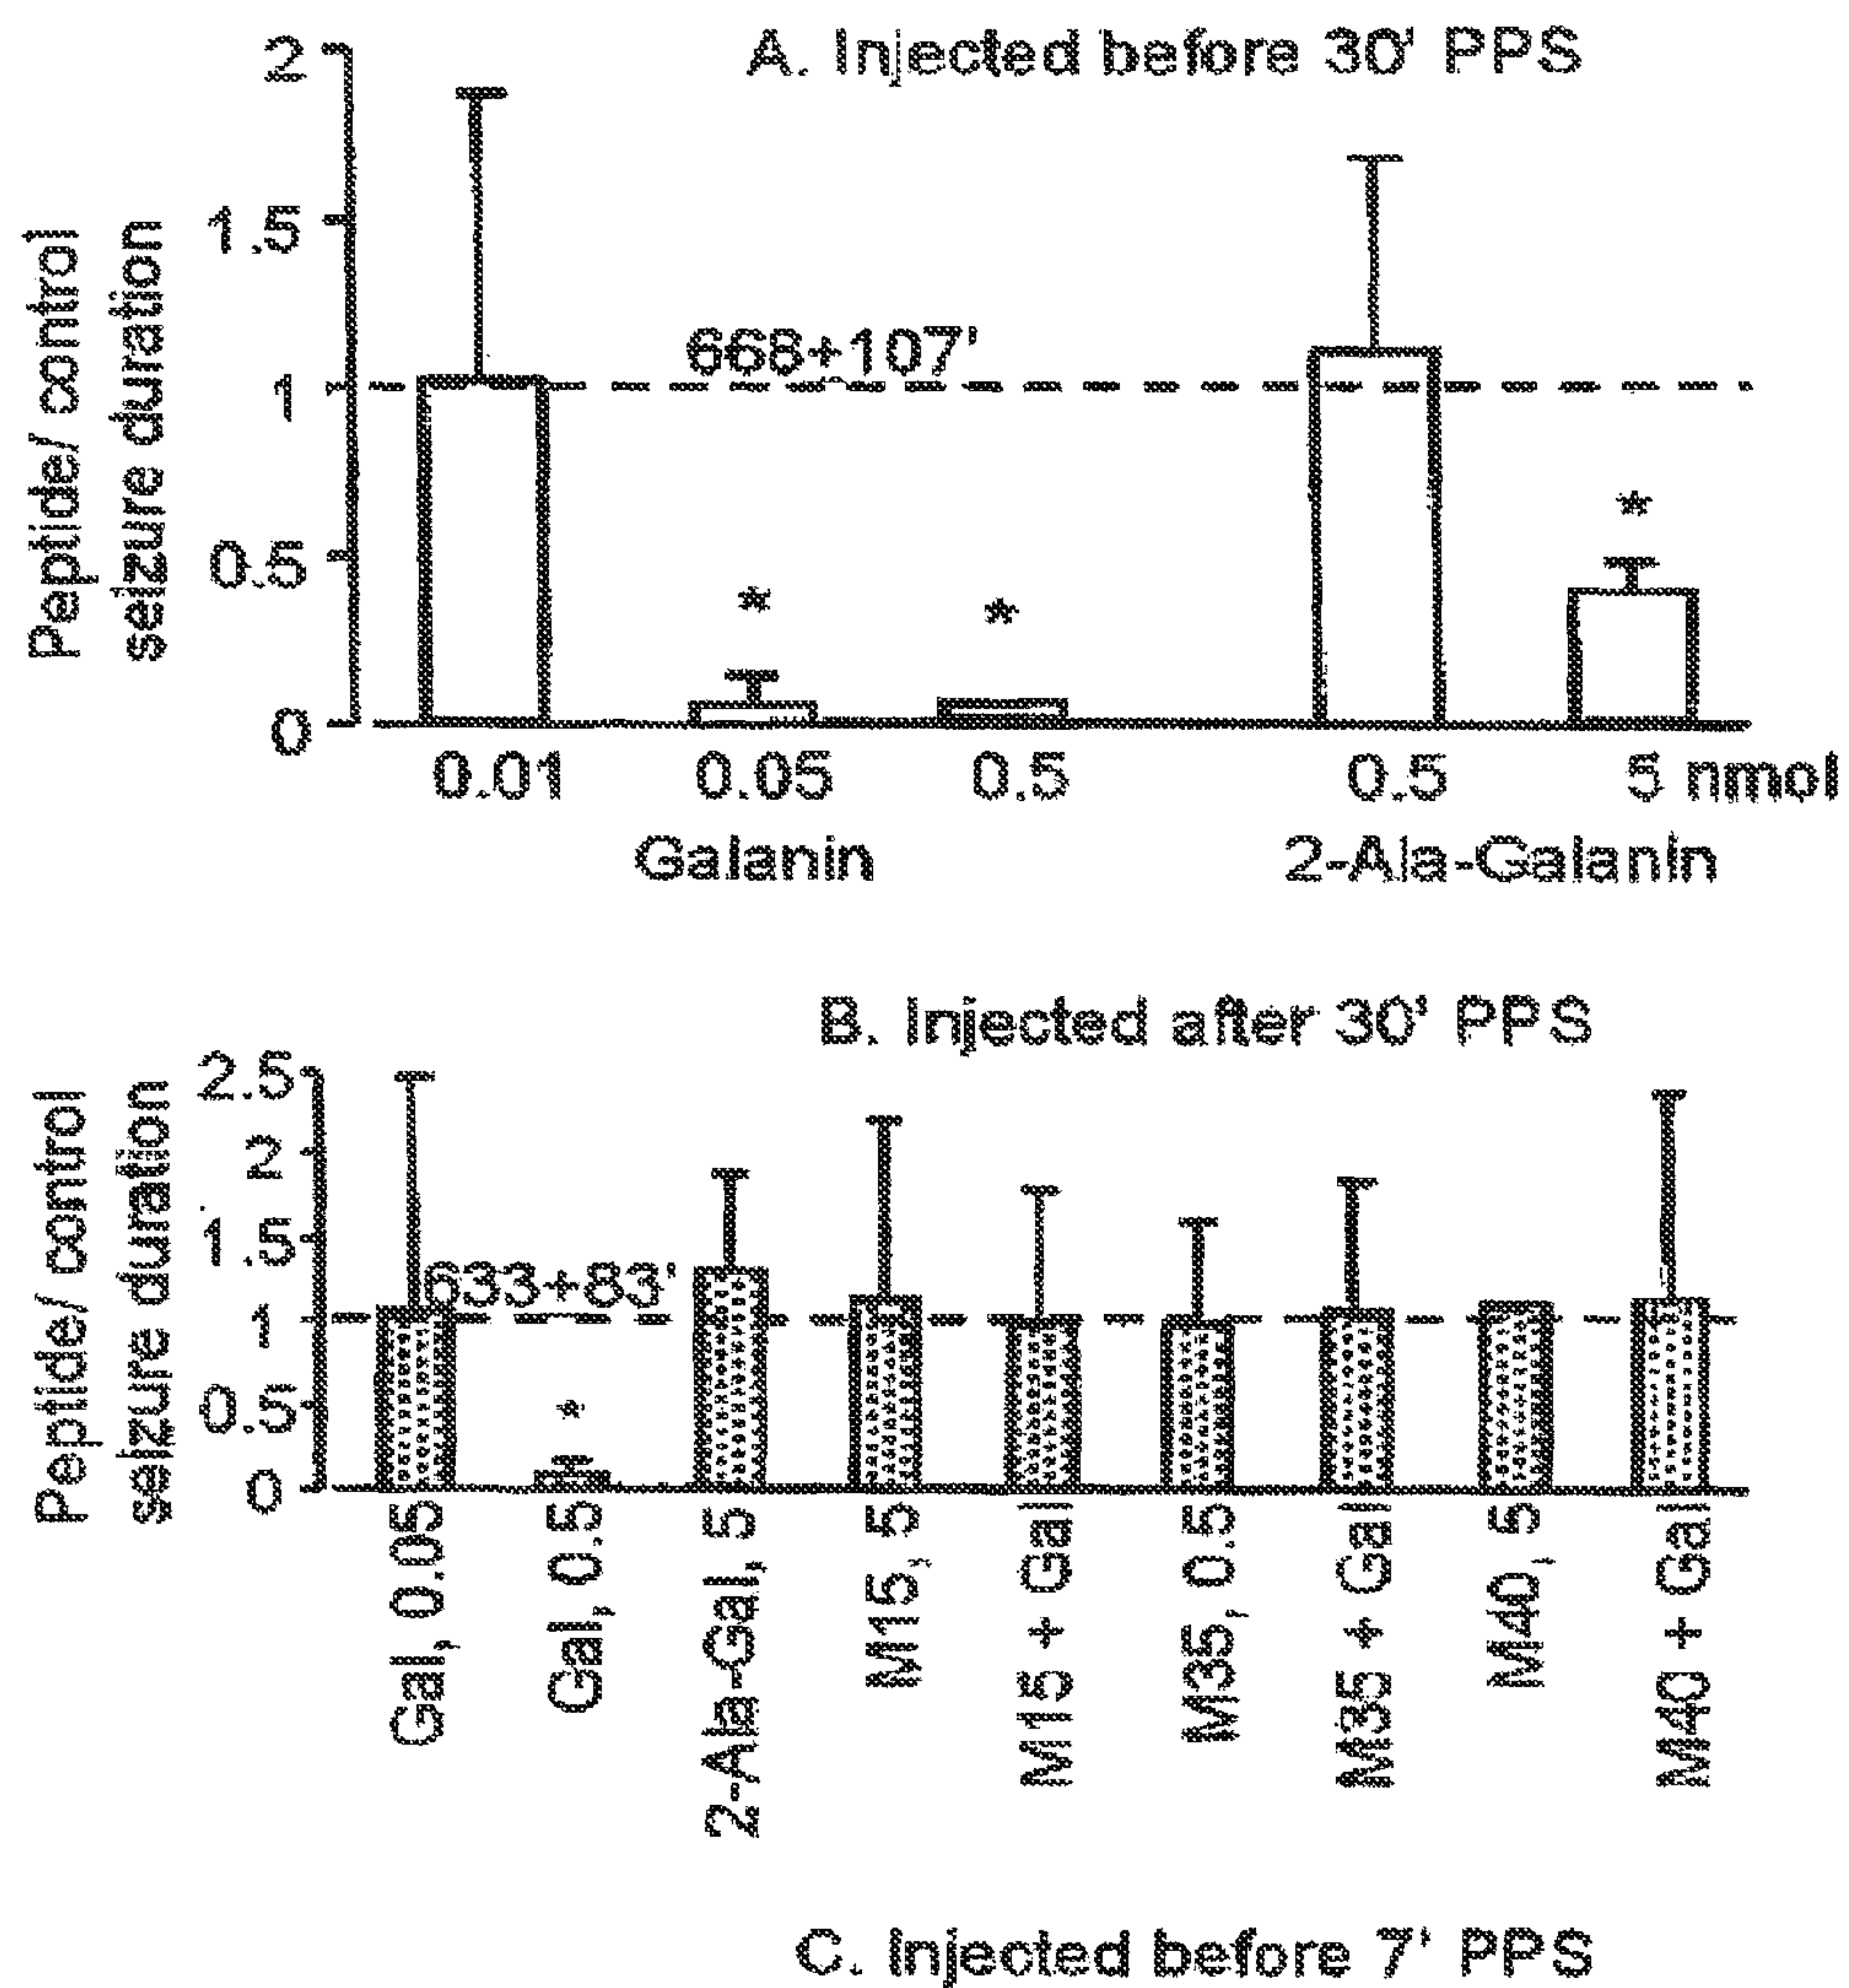 A. Injected before 30' PPS
Peptide/ control
seizure duration
2
1.5
1
0.5
0
668+107'
*
*
*
0.01 0.05 0.5 0.5 5 nmol
Galanin 2-Ala-Galanin
B. Injected after 30' PPS
Peptide/ control
seizure duration
2.5
2
1.5
1
0.5
0
633+83'
*
Gal, 0.05
Gal, 0.5
2-Ala-Gal, 5
M15, 5
M15 + Gal
M35, 0.5
M35 + Gal
M40, 5
M40 + Gal
C. Injected before 7' PPS